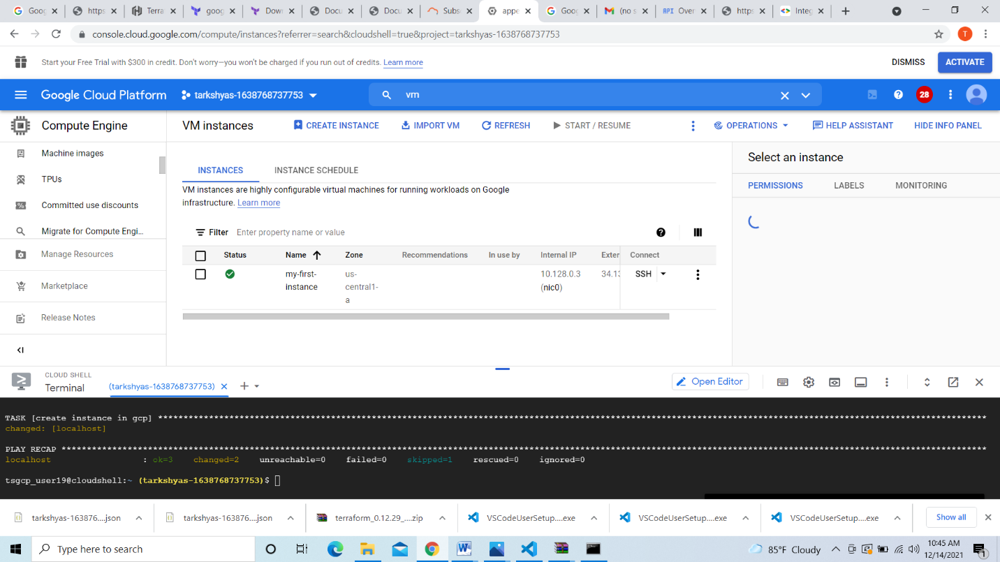 Goog
https
Terra
goog
Down
Docu
Docu
Subs
appe
Goog
(no s
API Over
https
Integ
console.cloud.google.com/compute/instances?referrer=search&cloudshell=true&project=tarkshyas-1638768737753
T
Start your Free Trial with $300 in credit. Don't worry—you won't be charged if you run out of credits. Learn more
DISMISS
ACTIVATE
Google Cloud Platform
tarkshyas-1638768737753
vm
28
Compute Engine
VM instances
CREATE INSTANCE
IMPORT VM
REFRESH
START / RESUME
OPERATIONS
HELP ASSISTANT
HIDE INFO PANEL
Machine images
TPUs
Committed use discounts
Migrate for Compute Engi...
Manage Resources
Marketplace
Release Notes
INSTANCES
INSTANCE SCHEDULE
VM instances are highly configurable virtual machines for running workloads on Google
infrastructure. Learn more
Filter Enter property name or value
Status Name Zone Recommendations In use by Internal IP Exter Connect
my-first-
instance
us-
central1-
a
10.128.0.3
(nic0)
34.13
SSH
Select an instance
PERMISSIONS
LABELS
MONITORING
CLOUD SHELL
Terminal
(tarkshyas-1638768737753)
Open Editor
TASK [create instance in gcp] ****************************************************************************************************************************************************************
changed: [localhost]
PLAY RECAP ***********************************************************************************************************************************************************************************
localhost : ok=3 changed=2 unreachable=0 failed=0 skipped=1 rescued=0 ignored=0
tsgcp_user19@cloudshell:~ (tarkshyas-1638768737753)$
tarkshyas-163876....json
tarkshyas-163876....json
terraform_0.12.29_....zip
VSCodeUserSetup....exe
VSCodeUserSetup....exe
VSCodeUserSetup....exe
Show all
Type here to search
85°F Cloudy
10:45 AM
12/14/2021
1